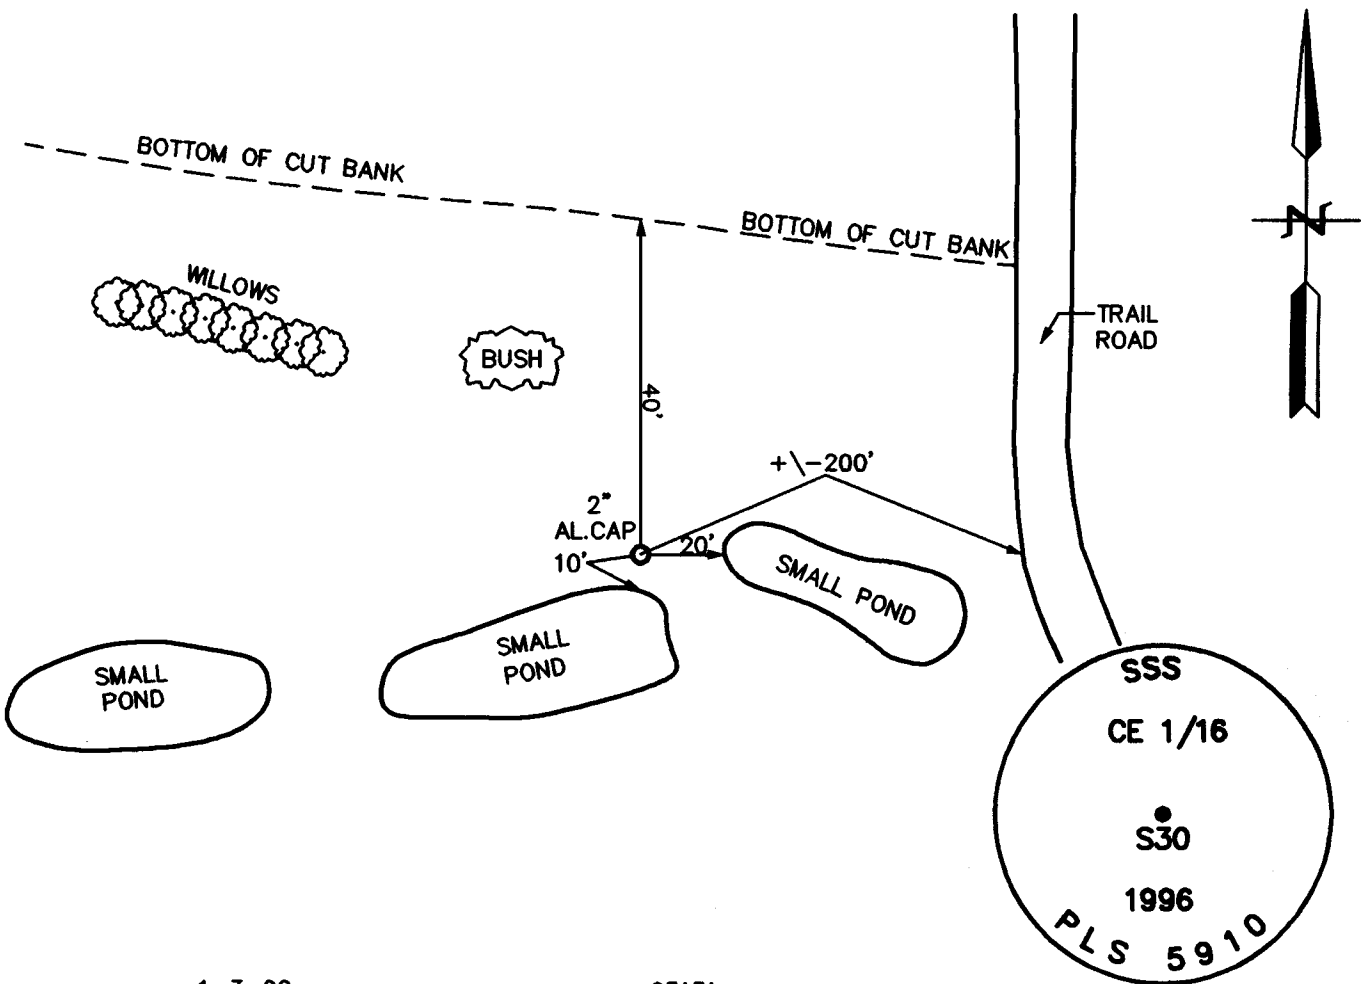 BOTTOM OF CUT BANK
BOTTOM OF CUT BANK
N
WILLOWS
BUSH
TRAIL
ROAD
40'
+\-200'
2"
AL.CAP
20'
10'
SMALL POND
SMALL
POND
SMALL
POND
SSS
CE 1/16
S30
1996
PLS 5910